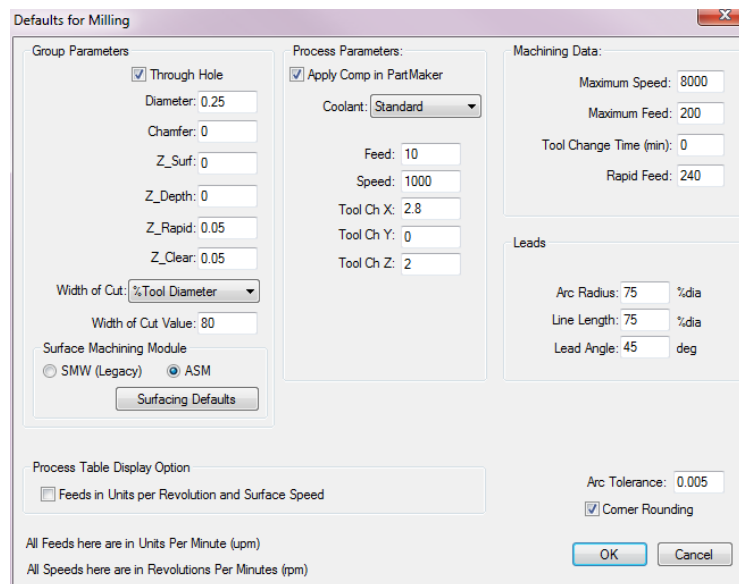 Defaults for Milling
Group Parameters
Through Hole
Diameter: 0.25
Chamfer: 0
Z_Surf: 0
Z_Depth: 0
Z_Rapid: 0.05
Z_Clear: 0.05
Width of Cut: %Tool Diameter
Width of Cut Value: 80
Surface Machining Module
SMW (Legacy) ASM
Surfacing Defaults
Process Parameters:
Apply Comp in PartMaker
Coolant: Standard
Feed: 10
Speed: 1000
Tool Ch X: 2.8
Tool Ch Y: 0
Tool Ch Z: 2
Machining Data:
Maximum Speed: 8000
Maximum Feed: 200
Tool Change Time (min): 0
Rapid Feed: 240
Leads
Arc Radius: 75 %dia
Line Length: 75 %dia
Lead Angle: 45 deg
Process Table Display Option
Feeds in Units per Revolution and Surface Speed
Arc Tolerance: 0.005
Corner Rounding
All Feeds here are in Units Per Minute (upm)
All Speeds here are in Revolutions Per Minutes (rpm)
OK Cancel